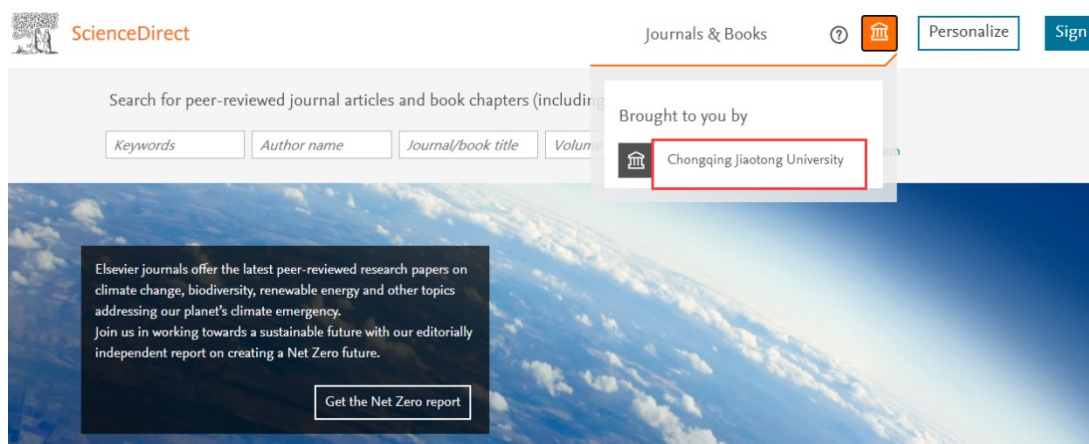 ScienceDirect
Journals & Books
?
Personalize
Sign
Search for peer-reviewed journal articles and book chapters (including
Brought to you by
Keywords
Author name
Journal/book title
Volume
Chongqing Jiaotong University
Elsevier journals offer the latest peer-reviewed research papers on
climate change, biodiversity, renewable energy and other topics
addressing our planet's climate emergency.
Join us in working towards a sustainable future with our editorially
independent report on creating a Net Zero future.
Get the Net Zero report